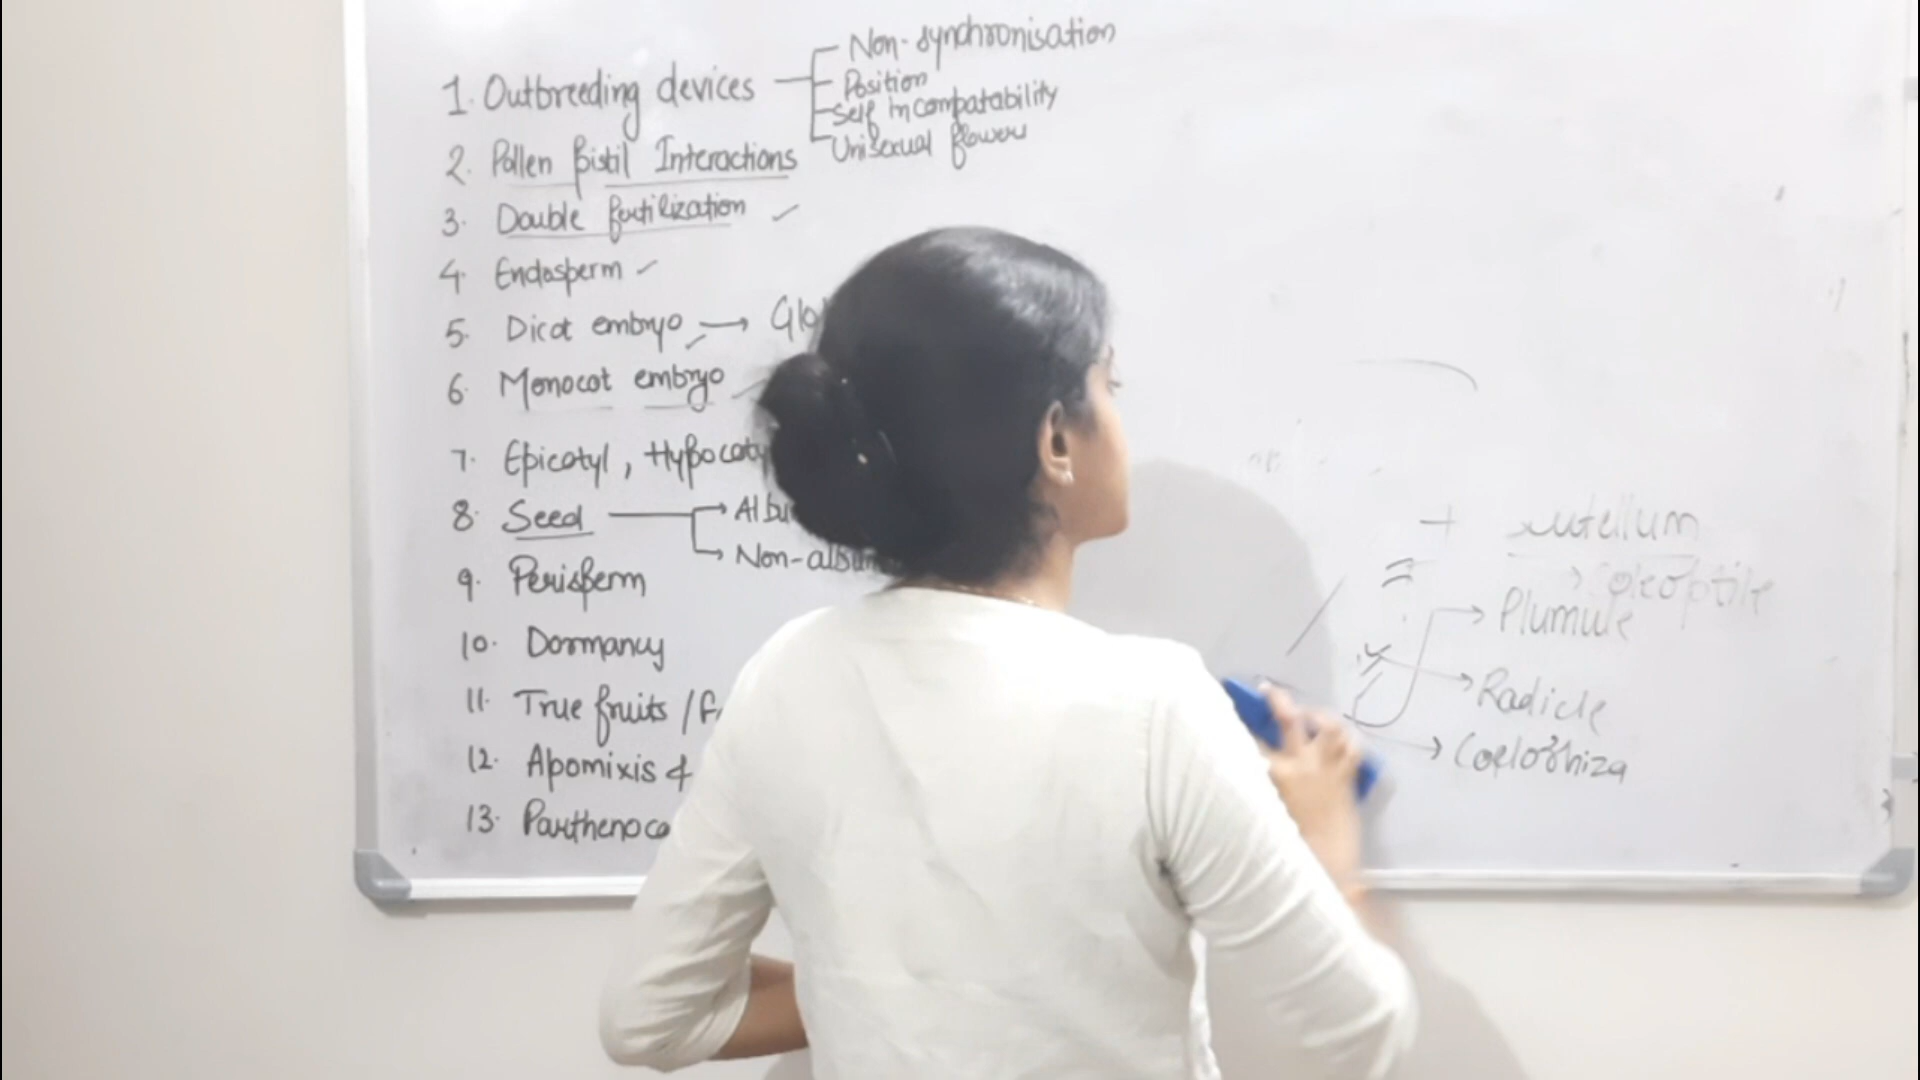 1. Outbreeding devices
Non-synchronisation
Position
Self incompatability
Unisexual flowers
2. Pollen Pistil Interactions
3. Double fertilization
4. Endosperm
5. Dicot embryo → Glo
6. Monocot embryo
7. Epicotyl, Hypocoty
8. Seed
Albu
Non-album
9. Perisperm
10. Dormancy
11. True fruits /
12. Apomixis &
13. Parthenoca
+ scutellum
→ Coleoptile
→ Plumule
→ Radicle
→ Coelorhiza